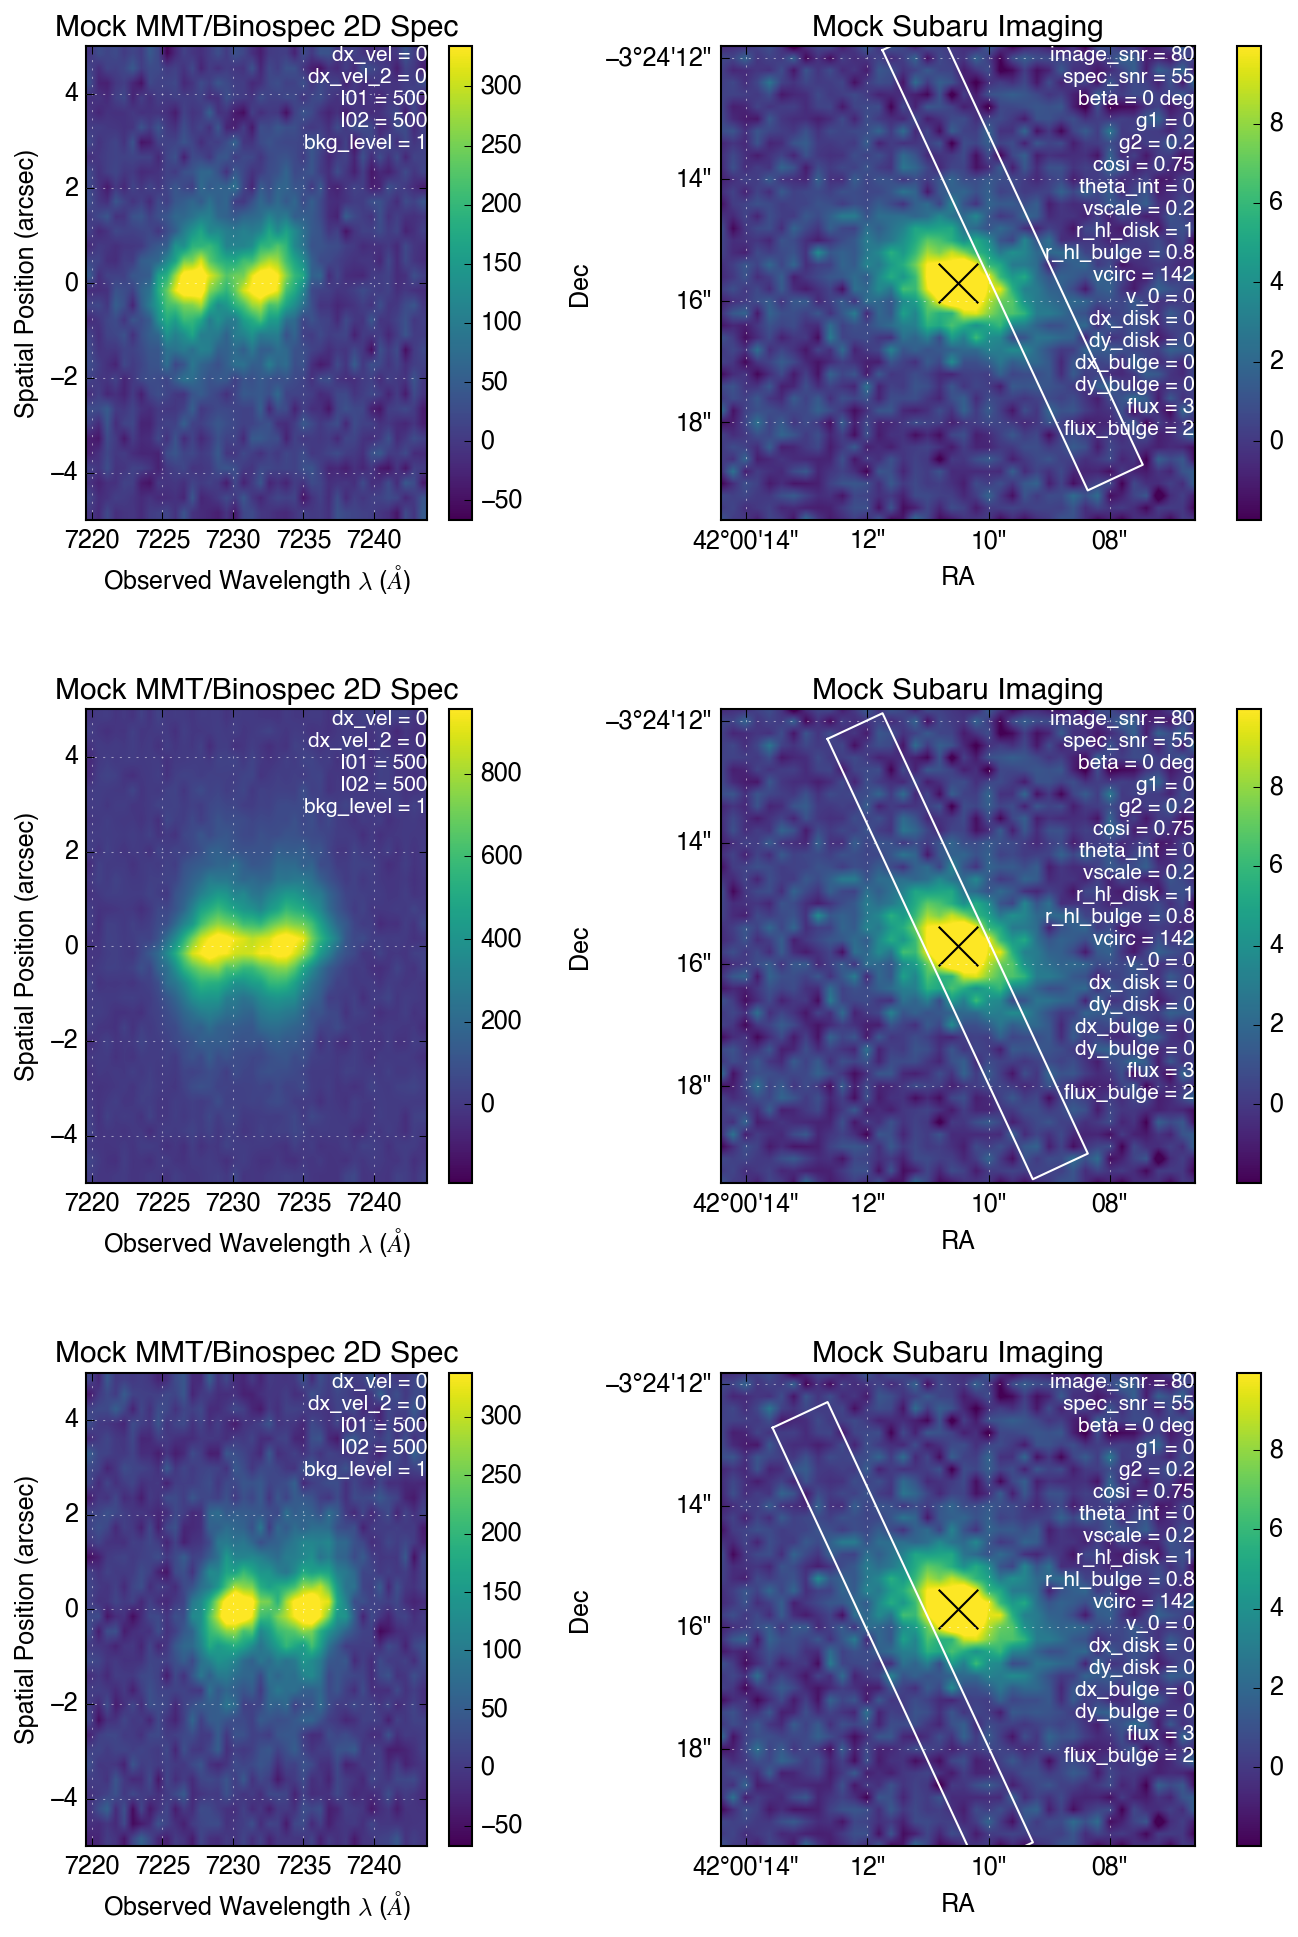 Mock MMT/Binospec 2D Spec
dx_vel = 0
dx_vel_2 = 0
I01 = 500
I02 = 500
bkg_level = 1
4
2
0
−2
−4
Spatial Position (arcsec)
7220 7225 7230 7235 7240
Observed Wavelength λ (Å)
300
250
200
150
100
50
0
−50
Mock Subaru Imaging
image_snr = 80
spec_snr = 55
beta = 0 deg
g1 = 0
g2 = 0.2
cosi = 0.75
theta_int = 0
vscale = 0.2
r_hl_disk = 1
r_hl_bulge = 0.8
vcirc = 142
v_0 = 0
dx_disk = 0
dy_disk = 0
dx_bulge = 0
dy_bulge = 0
flux = 3
flux_bulge = 2
−3°24'12"
14"
16"
18"
Dec
42°00'14" 12" 10" 08"
RA
8
6
4
2
0
Mock MMT/Binospec 2D Spec
dx_vel = 0
dx_vel_2 = 0
I01 = 500
I02 = 500
bkg_level = 1
4
2
0
−2
−4
Spatial Position (arcsec)
7220 7225 7230 7235 7240
Observed Wavelength λ (Å)
800
600
400
200
0
Mock Subaru Imaging
image_snr = 80
spec_snr = 55
beta = 0 deg
g1 = 0
g2 = 0.2
cosi = 0.75
theta_int = 0
vscale = 0.2
r_hl_disk = 1
r_hl_bulge = 0.8
vcirc = 142
v_0 = 0
dx_disk = 0
dy_disk = 0
dx_bulge = 0
dy_bulge = 0
flux = 3
flux_bulge = 2
−3°24'12"
14"
16"
18"
Dec
42°00'14" 12" 10" 08"
RA
8
6
4
2
0
Mock MMT/Binospec 2D Spec
dx_vel = 0
dx_vel_2 = 0
I01 = 500
I02 = 500
bkg_level = 1
4
2
0
−2
−4
Spatial Position (arcsec)
7220 7225 7230 7235 7240
Observed Wavelength λ (Å)
300
250
200
150
100
50
0
−50
Mock Subaru Imaging
image_snr = 80
spec_snr = 55
beta = 0 deg
g1 = 0
g2 = 0.2
cosi = 0.75
theta_int = 0
vscale = 0.2
r_hl_disk = 1
r_hl_bulge = 0.8
vcirc = 142
v_0 = 0
dx_disk = 0
dy_disk = 0
dx_bulge = 0
dy_bulge = 0
flux = 3
flux_bulge = 2
−3°24'12"
14"
16"
18"
Dec
42°00'14" 12" 10" 08"
RA
8
6
4
2
0